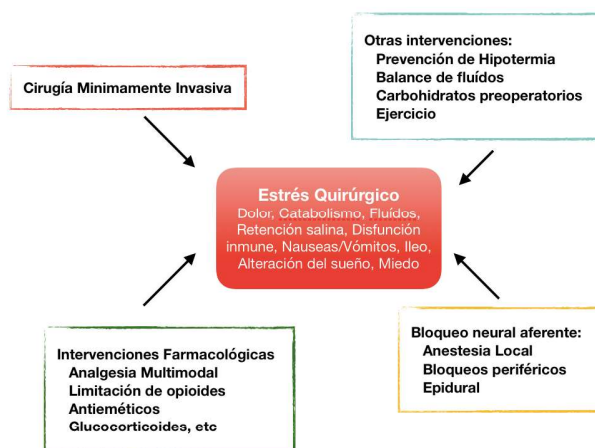 Cirugía Minimamente Invasiva
Otras intervenciones:
Prevención de Hipotermia
Balance de fluídos
Carbohidratos preoperatorios
Ejercicio
Estrés Quirúrgico
Dolor, Catabolismo, Fluídos,
Retención salina, Disfunción
inmune, Nauseas/Vómitos, Ileo,
Alteración del sueño, Miedo
Intervenciones Farmacológicas
Analgesia Multimodal
Limitación de opioides
Antieméticos
Glucocorticoides, etc
Bloqueo neural aferente:
Anestesia Local
Bloqueos periféricos
Epidural